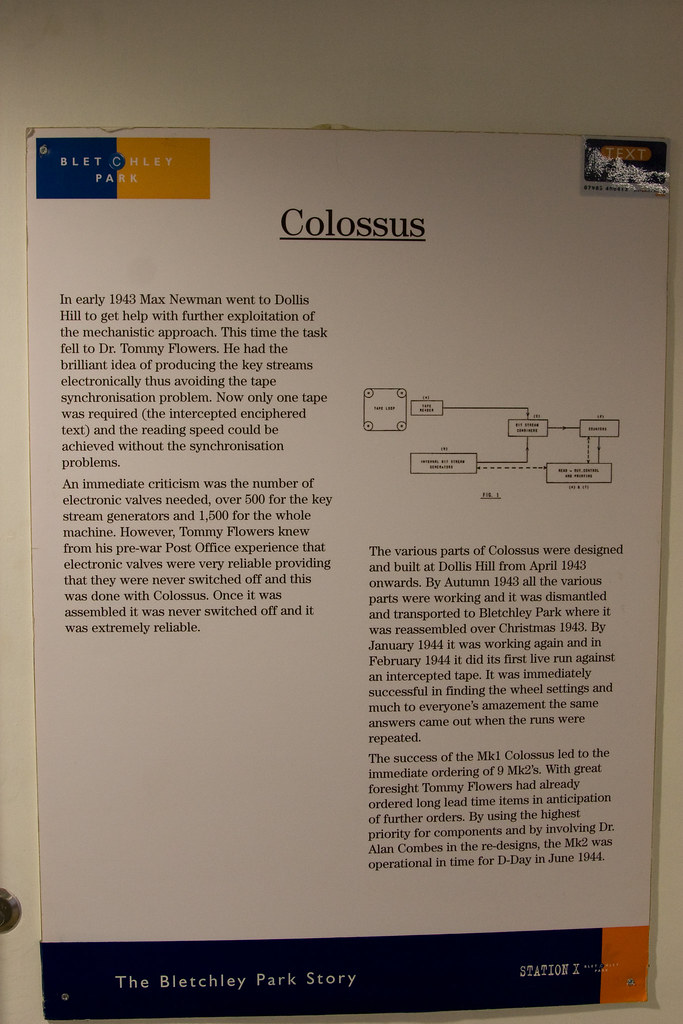 BLETCHLEY
PARK
TEXT
Colossus
In early 1943 Max Newman went to Dollis
Hill to get help with further exploitation of
the mechanistic approach. This time the task
fell to Dr. Tommy Flowers. He had the
brilliant idea of producing the key streams
electronically thus avoiding the tape
synchronisation problem. Now only one tape
was required (the intercepted enciphered
text) and the reading speed could be
achieved without the synchronisation
problems.
An immediate criticism was the number of
electronic valves needed, over 500 for the key
stream generators and 1,500 for the whole
machine. However, Tommy Flowers knew
from his pre-war Post Office experience that
electronic valves were very reliable providing
that they were never switched off and this
was done with Colossus. Once it was
assembled it was never switched off and it
was extremely reliable.
TAPE LOOP
TAPE
READER
BIT STREAM
COUNTERS
INTERNAL BIT STREAM
GENERATORS
FIG. 1
The various parts of Colossus were designed
and built at Dollis Hill from April 1943
onwards. By Autumn 1943 all the various
parts were working and it was dismantled
and transported to Bletchley Park where it
was reassembled over Christmas 1943. By
January 1944 it was working again and in
February 1944 it did its first live run against
an intercepted tape. It was immediately
successful in finding the wheel settings and
much to everyone's amazement the same
answers came out when the runs were
repeated.
The success of the Mk1 Colossus led to the
immediate ordering of 9 Mk2's. With great
foresight Tommy Flowers had already
ordered long lead time items in anticipation
of further orders. By using the highest
priority for components and by involving Dr.
Alan Combes in the re-designs, the Mk2 was
operational in time for D-Day in June 1944.
The Bletchley Park Story
STATION X
BLETCHLEY
PARK